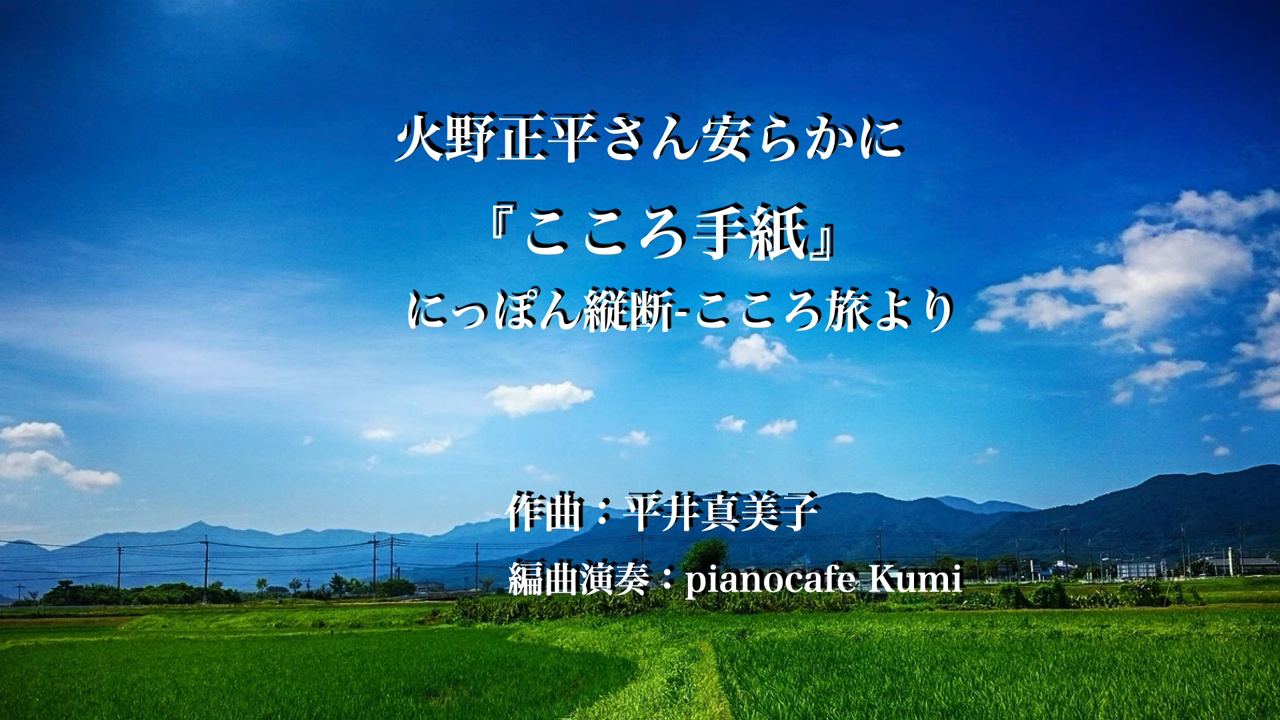 火野正平さん安らかに
『こころ手紙』
にっぽん縦断-こころ旅より
作曲：平井真美子
編曲演奏：pianocafe Kumi